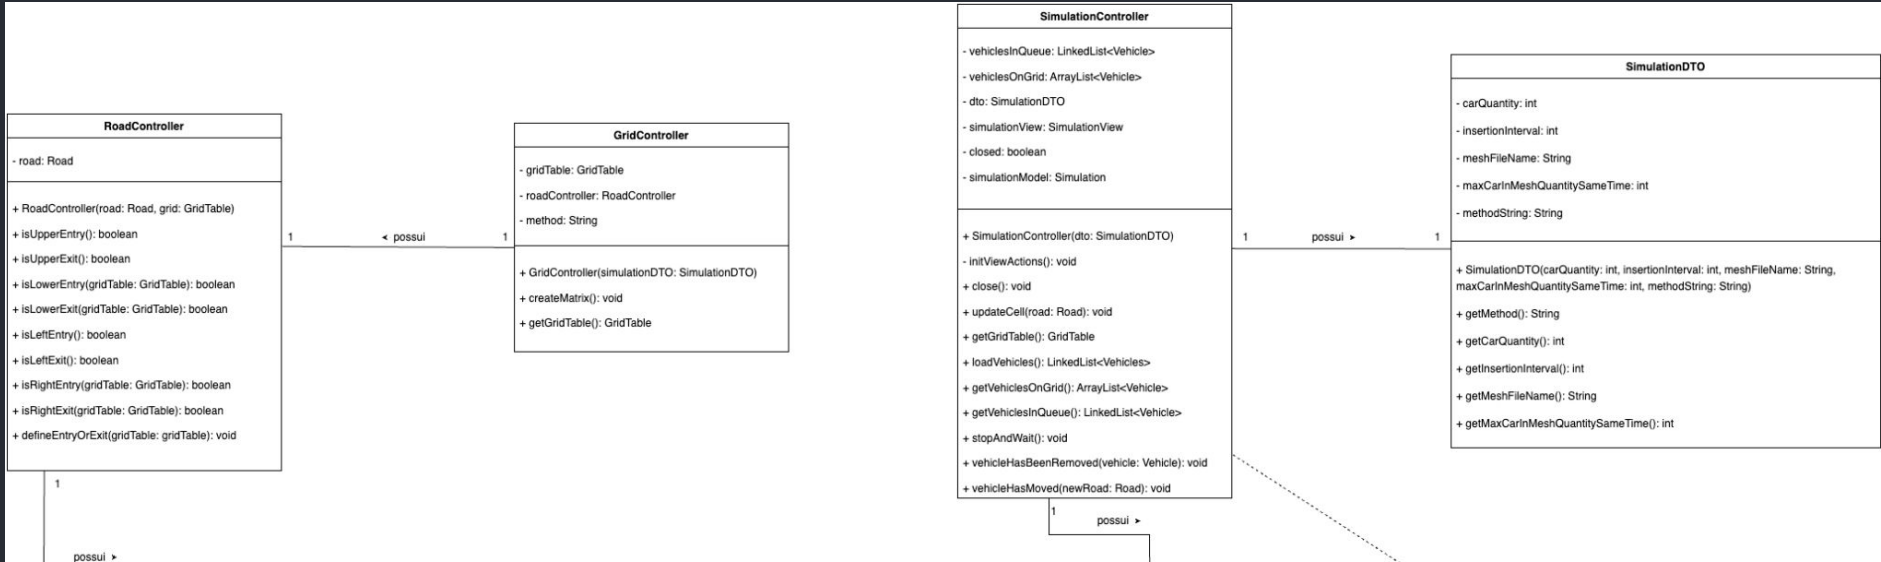 RoadController
- road: Road
+ RoadController(road: Road, grid: GridTable)
+ isUpperEntry(): boolean
+ isUpperExit(): boolean
+ isLowerEntry(gridTable: GridTable): boolean
+ isLowerExit(gridTable: GridTable): boolean
+ isLeftEntry(): boolean
+ isLeftExit(): boolean
+ isRightEntry(gridTable: GridTable): boolean
+ isRightExit(gridTable: GridTable): boolean
+ defineEntryOrExit(gridTable: gridTable): void
1
possui ➤
1
◄ possui
1
GridController
- gridTable: GridTable
- roadController: RoadController
- method: String
+ GridController(simulationDTO: SimulationDTO)
+ createMatrix(): void
+ getGridTable(): GridTable
SimulationController
- vehiclesInQueue: LinkedList<Vehicle>
- vehiclesOnGrid: ArrayList<Vehicle>
- dto: SimulationDTO
- simulationView: SimulationView
- closed: boolean
- simulationModel: Simulation
+ SimulationController(dto: SimulationDTO)
- initViewActions(): void
+ close(): void
+ updateCell(road: Road): void
+ getGridTable(): GridTable
+ loadVehicles(): LinkedList<Vehicles>
+ getVehiclesOnGrid(): ArrayList<Vehicle>
+ getVehiclesInQueue(): LinkedList<Vehicle>
+ stopAndWait(): void
+ vehicleHasBeenRemoved(vehicle: Vehicle): void
+ vehicleHasMoved(newRoad: Road): void
1
possui ➤
1
possui ➤
1
SimulationDTO
- carQuantity: int
- insertionInterval: int
- meshFileName: String
- maxCarInMeshQuantitySameTime: int
- methodString: String
+ SimulationDTO(carQuantity: int, insertionInterval: int, meshFileName: String,
maxCarInMeshQuantitySameTime: int, methodString: String)
+ getMethod(): String
+ getCarQuantity(): int
+ getInsertionInterval(): int
+ getMeshFileName(): String
+ getMaxCarInMeshQuantitySameTime(): int